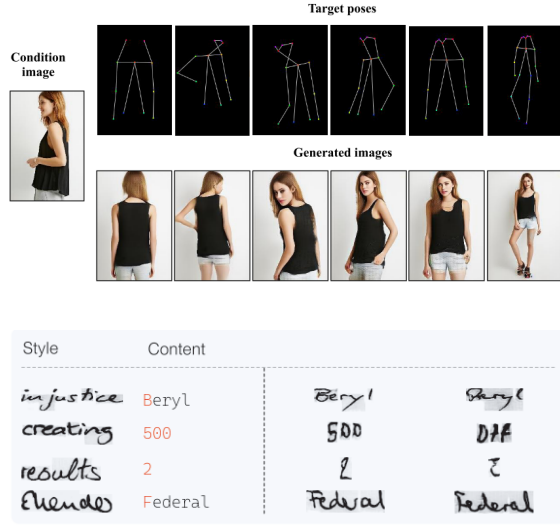 Target poses
Condition
image
Generated images
Style Content
injustice Beryl Beryl
creating 500 500 Off
results 2 2
Federal Federal Federal